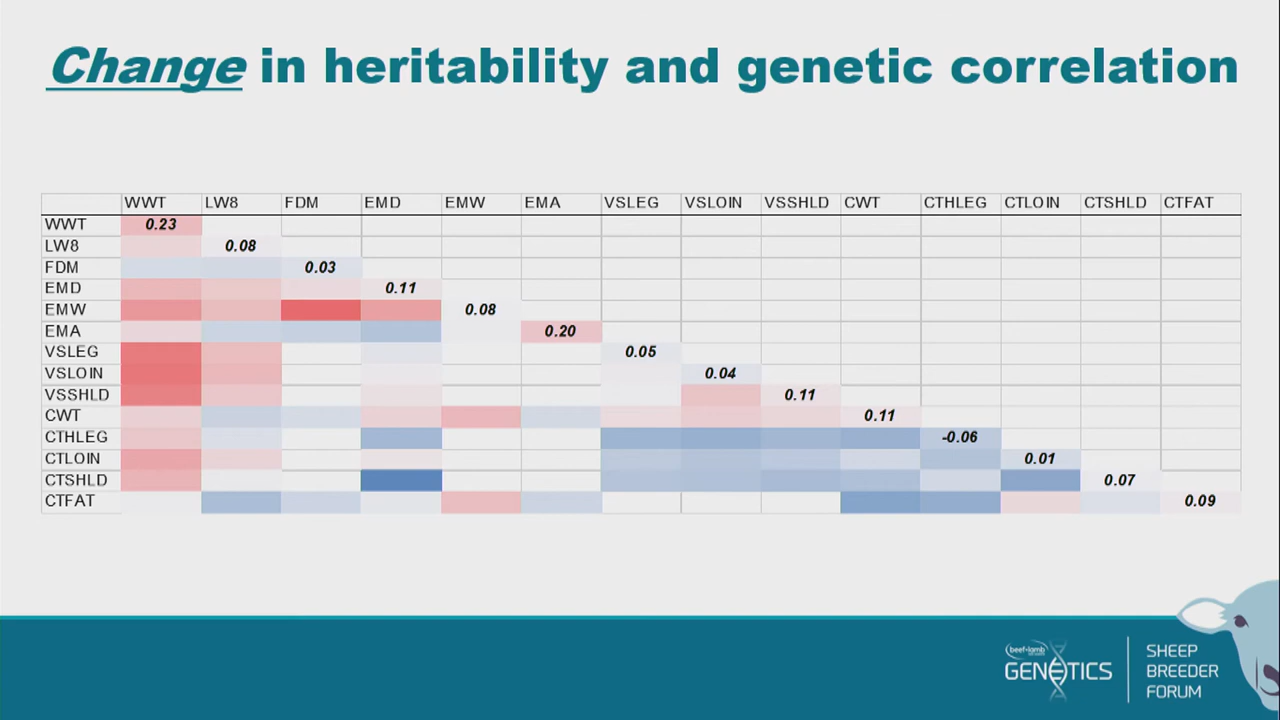 Change in heritability and genetic correlation
WWT LW8 FDM EMD EMW EMA VSLEG VSLOIN VSSHLD CWT CTHLEG CTLOIN CTSHLD CTFAT
WWT 0.23
LW8 0.08
FDM 0.03
EMD 0.11
EMW 0.08
EMA 0.20
VSLEG 0.05
VSLOIN 0.04
VSSHLD 0.11
CWT 0.11
CTHLEG -0.06
CTLOIN 0.01
CTSHLD 0.07
CTFAT 0.09
beef+lamb
GENETICS
SHEEP
BREEDER
FORUM